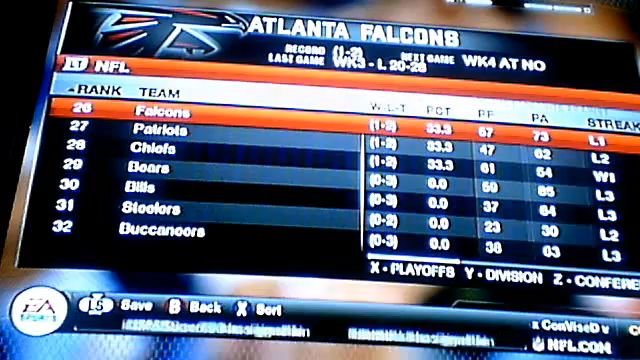 ATLANTA FALCONS
RECORD (1-2) NEXT GAME WK4 AT NO
LAST GAME WK3 - L 20-28
NFL
RANK TEAM W-L-T PCT PF PA STREAK
26 Falcons (1-2) 33.3 67 73 L1
27 Patriots (1-2) 33.3 47 62 L2
28 Chiefs (1-2) 33.3 61 54 W1
29 Bears (0-3) 0.0 59 85 L3
30 Bills (0-3) 0.0 37 64 L3
31 Steelers (0-2) 0.0 23 30 L2
32 Buccaneers (0-3) 0.0 38 63 L3
X - PLAYOFFS Y - DIVISION Z - CONFERE
EA SPORTS
Save B Back X Sort
NFL.COM